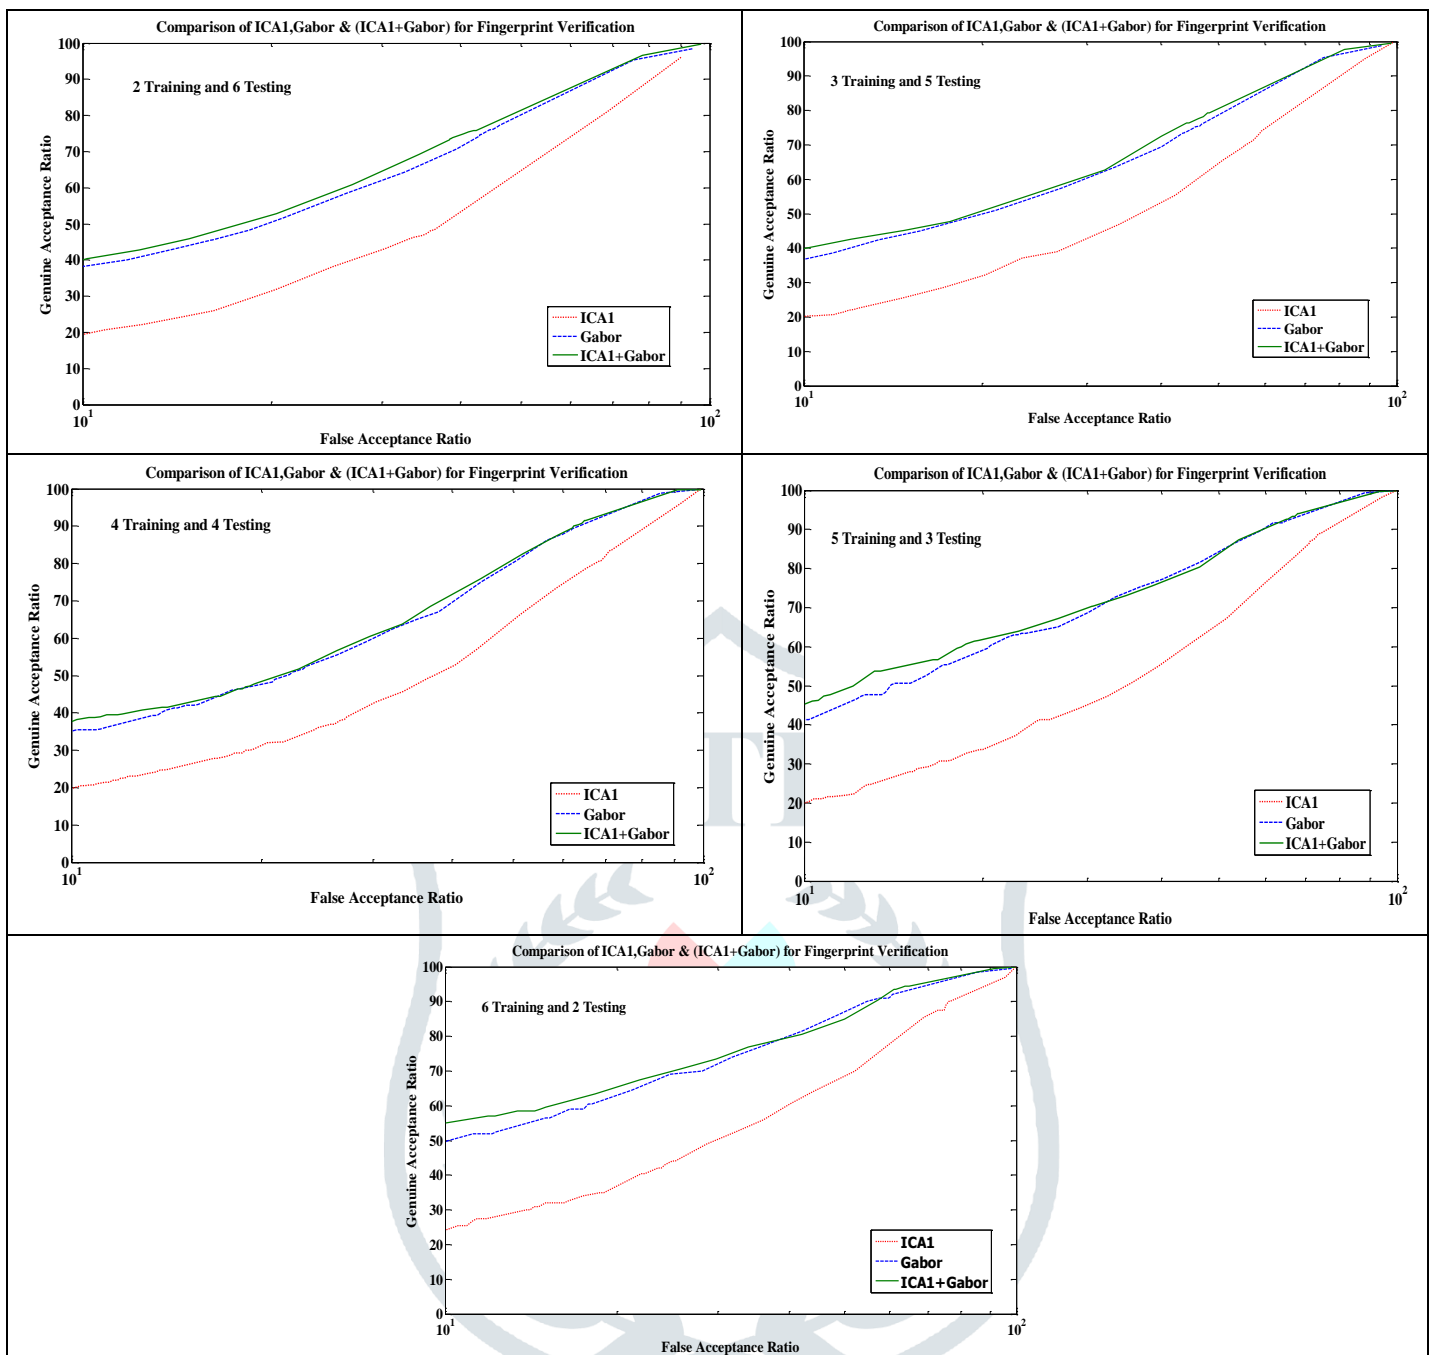 Comparison of ICA1,Gabor & (ICA1+Gabor) for Fingerprint Verification
2 Training and 6 Testing
Genuine Acceptance Ratio
100
90
80
70
60
50
40
30
20
10
0
ICA1
Gabor
ICA1+Gabor
10^1
10^2
False Acceptance Ratio
Comparison of ICA1,Gabor & (ICA1+Gabor) for Fingerprint Verification
3 Training and 5 Testing
Genuine Acceptance Ratio
100
90
80
70
60
50
40
30
20
10
0
ICA1
Gabor
ICA1+Gabor
10^1
10^2
False Acceptance Ratio
Comparison of ICA1,Gabor & (ICA1+Gabor) for Fingerprint Verification
4 Training and 4 Testing
Genuine Acceptance Ratio
100
90
80
70
60
50
40
30
20
10
0
ICA1
Gabor
ICA1+Gabor
10^1
10^2
False Acceptance Ratio
Comparison of ICA1,Gabor & (ICA1+Gabor) for Fingerprint Verification
5 Training and 3 Testing
Genuine Acceptance Ratio
100
90
80
70
60
50
40
30
20
10
0
ICA1
Gabor
ICA1+Gabor
10^1
10^2
False Acceptance Ratio
Comparison of ICA1,Gabor & (ICA1+Gabor) for Fingerprint Verification
6 Training and 2 Testing
Genuine Acceptance Ratio
100
90
80
70
60
50
40
30
20
10
0
ICA1
Gabor
ICA1+Gabor
10^1
10^2
False Acceptance Ratio